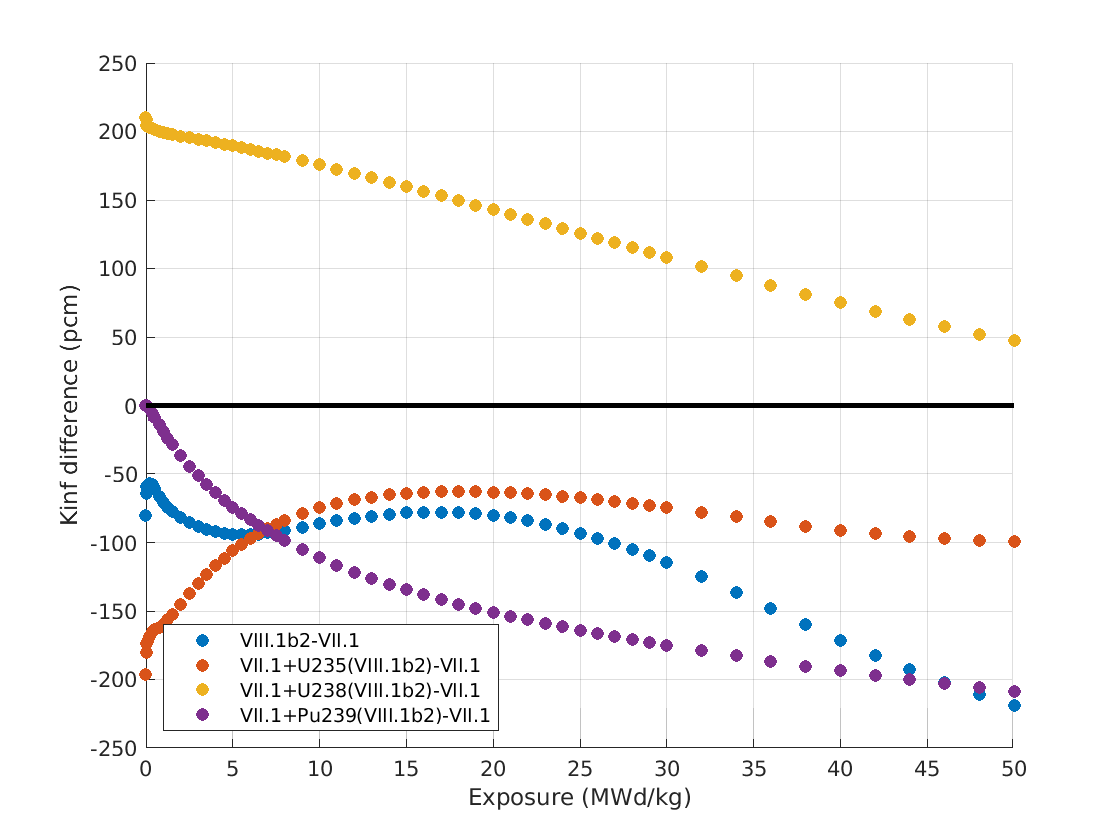 250
200
150
100
50
0
-50
-100
-150
-200
-250
Kinf difference (pcm)
VIII.1b2-VII.1
VII.1+U235(VIII.1b2)-VII.1
VII.1+U238(VIII.1b2)-VII.1
VII.1+Pu239(VIII.1b2)-VII.1
0 5 10 15 20 25 30 35 40 45 50
Exposure (MWd/kg)